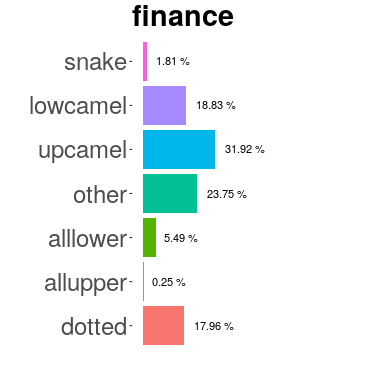 finance
snake 1.81 %
lowcamel 18.83 %
upcamel 31.92 %
other 23.75 %
alllower 5.49 %
allupper 0.25 %
dotted 17.96 %